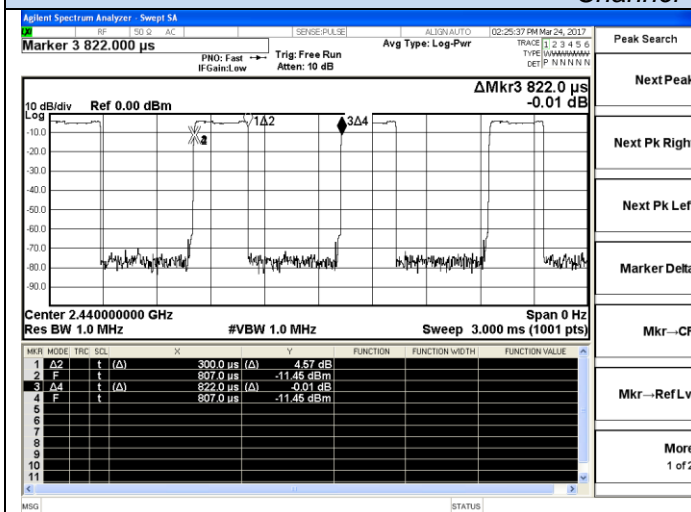 Channel
Agilent Spectrum Analyzer - Swept SA
RF 50 Ω AC SENSE:PULSE ALIGN AUTO 02:25:37 PM Mar 24, 2017
Marker 3 822.000 µs
PNO: Fast
IFGain:Low
Trig: Free Run
Atten: 10 dB
Avg Type: Log-Pwr
TRACE 1 2 3 4 5 6
TYPE WWWWWW
DET P N N N N N
ΔMkr3 822.0 µs
-0.01 dB
10 dB/div Ref 0.00 dBm
Log
1Δ2
3Δ4
-10.0
-20.0
-30.0
-40.0
-50.0
-60.0
-70.0
-80.0
-90.0
Center 2.440000000 GHz Span 0 Hz
Res BW 1.0 MHz #VBW 1.0 MHz Sweep 3.000 ms (1001 pts)
MKR MODE TRC SCL X Y FUNCTION FUNCTION WIDTH FUNCTION VALUE
1 Δ2 t (Δ) 300.0 µs (Δ) 4.57 dB
2 F t 807.0 µs -11.45 dBm
3 Δ4 t (Δ) 822.0 µs (Δ) -0.01 dB
4 F t 807.0 µs -11.45 dBm
5
6
7
8
9
10
11
MSG STATUS
Peak Search
Next Peak
Next Pk Right
Next Pk Left
Marker Delta
Mkr→CF
Mkr→Ref Lv
More
1 of 2